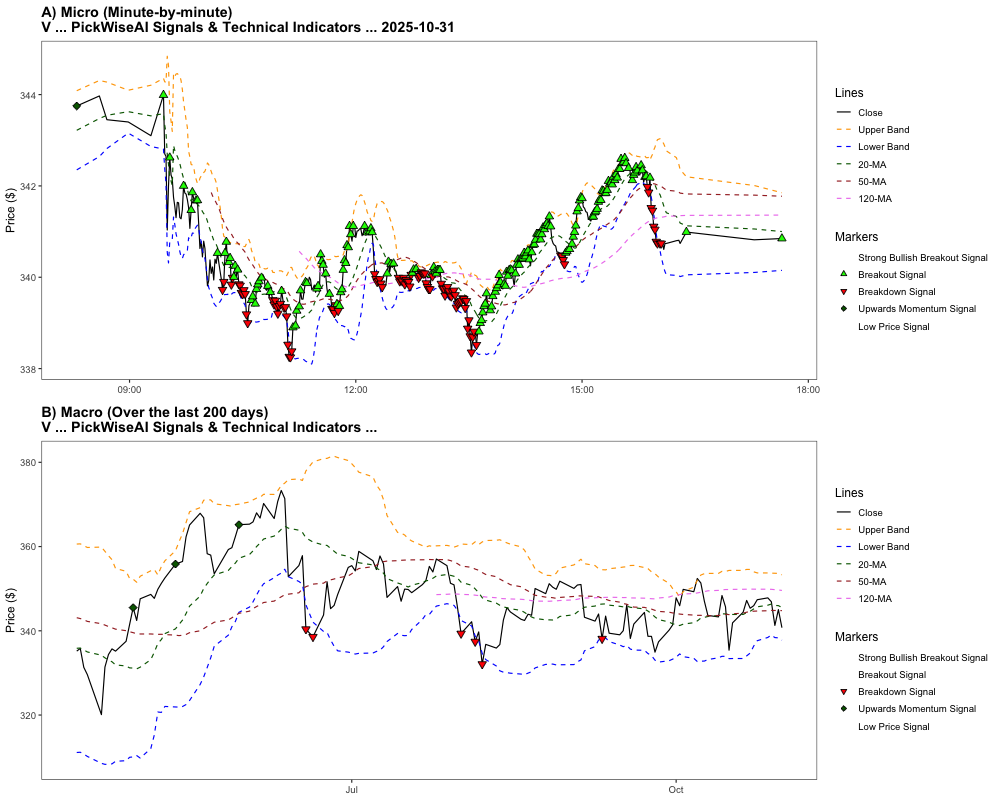 A) Micro (Minute-by-minute)
V ... PickWiseAI Signals & Technical Indicators ... 2025-10-31
Price ($)
344
342
340
338
09:00
12:00
15:00
18:00
Lines
Close
Upper Band
Lower Band
20-MA
50-MA
120-MA
Markers
Strong Bullish Breakout Signal
Breakout Signal
Breakdown Signal
Upwards Momentum Signal
Low Price Signal
B) Macro (Over the last 200 days)
V ... PickWiseAI Signals & Technical Indicators ...
Price ($)
380
360
340
320
Jul
Oct
Lines
Close
Upper Band
Lower Band
20-MA
50-MA
120-MA
Markers
Strong Bullish Breakout Signal
Breakout Signal
Breakdown Signal
Upwards Momentum Signal
Low Price Signal